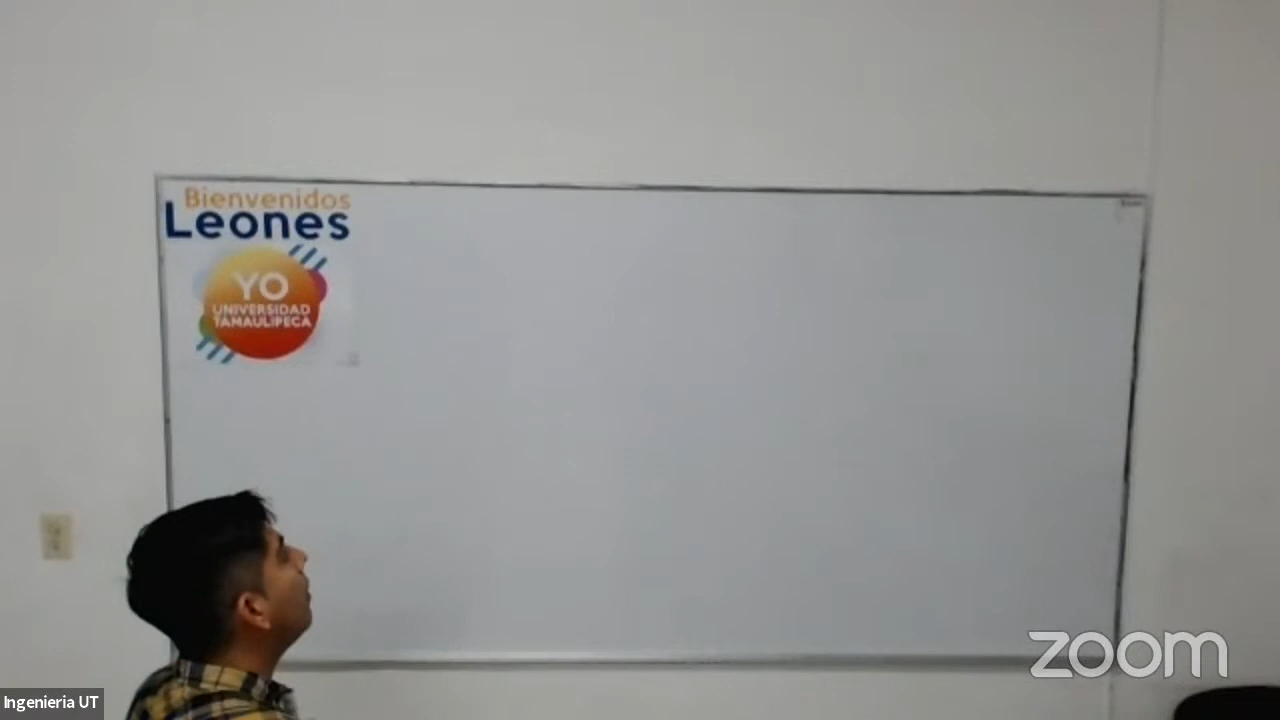 Bienvenidos
Leones
YO
UNIVERSIDAD
TAMAULIPECA
zoom
Ingenieria UT